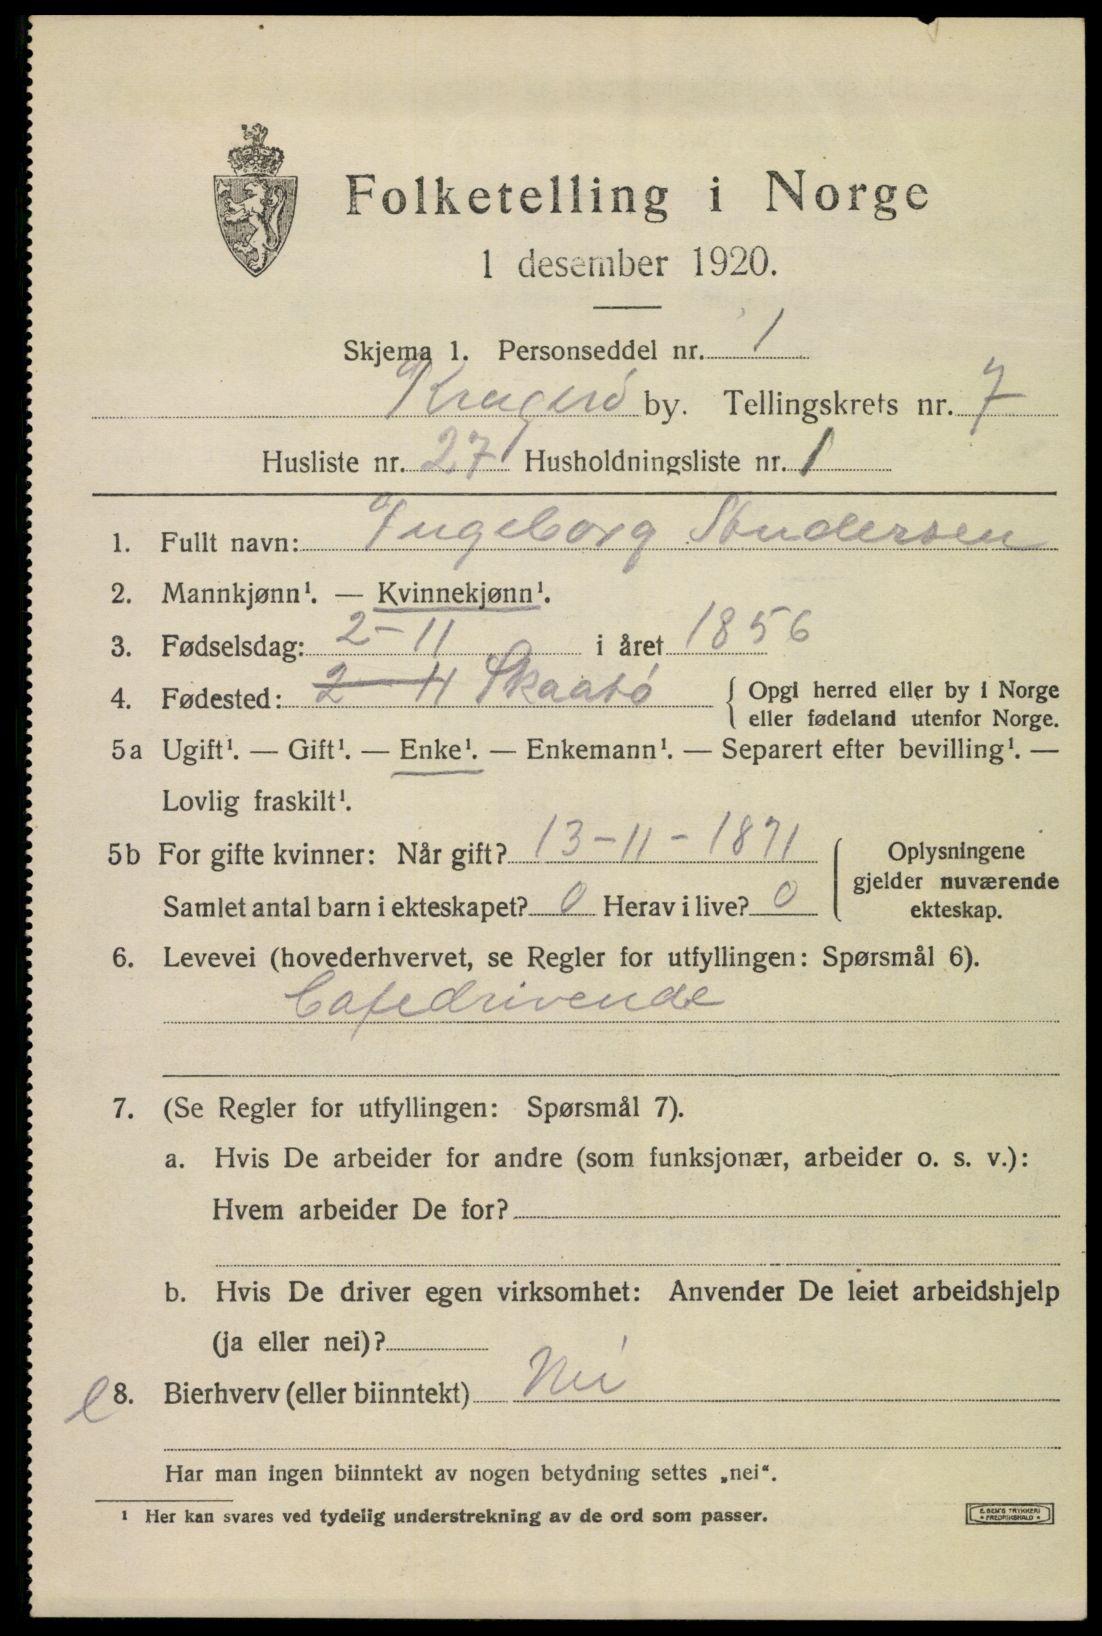 Folketelling i Norge
1 desember 1920.
Skjema 1. Personseddel nr. 1
Kragerø by. Tellingskrets nr. 7
Husliste nr. 27 Husholdningsliste nr. 1
1. Fullt navn: Ingeborg Andersen
2. Mannkjønn¹. — Kvinnekjønn¹.
3. Fødselsdag: 2-11 i året 1856
4. Fødested: 2-11 Skaatö { Opgi herred eller by i Norge
eller fødeland utenfor Norge.
5a Ugift¹. — Gift¹. — Enke¹. — Enkemann¹. — Separert efter bevilling¹. —
Lovlig fraskilt¹.
5b For gifte kvinner: Når gift? 13-11-1871
Samlet antal barn i ekteskapet? 0 Herav i live? 0
Oplysningene
gjelder nuværende
ekteskap.
6. Levevei (hovederhvervet, se Regler for utfyllingen: Spørsmål 6).
Cafedrivende
7. (Se Regler for utfyllingen: Spørsmål 7).
a. Hvis De arbeider for andre (som funksjonær, arbeider o. s. v.):
Hvem arbeider De for?
b. Hvis De driver egen virksomhet: Anvender De leiet arbeidshjelp
(ja eller nei)?
8. Bierhverv (eller biinntekt) Nei
Har man ingen biinntekt av nogen betydning settes „nei“.
¹ Her kan svares ved tydelig understrekning av de ord som passer.
E. SEM'S TRYKKERI
* FREDRIKSHALD *